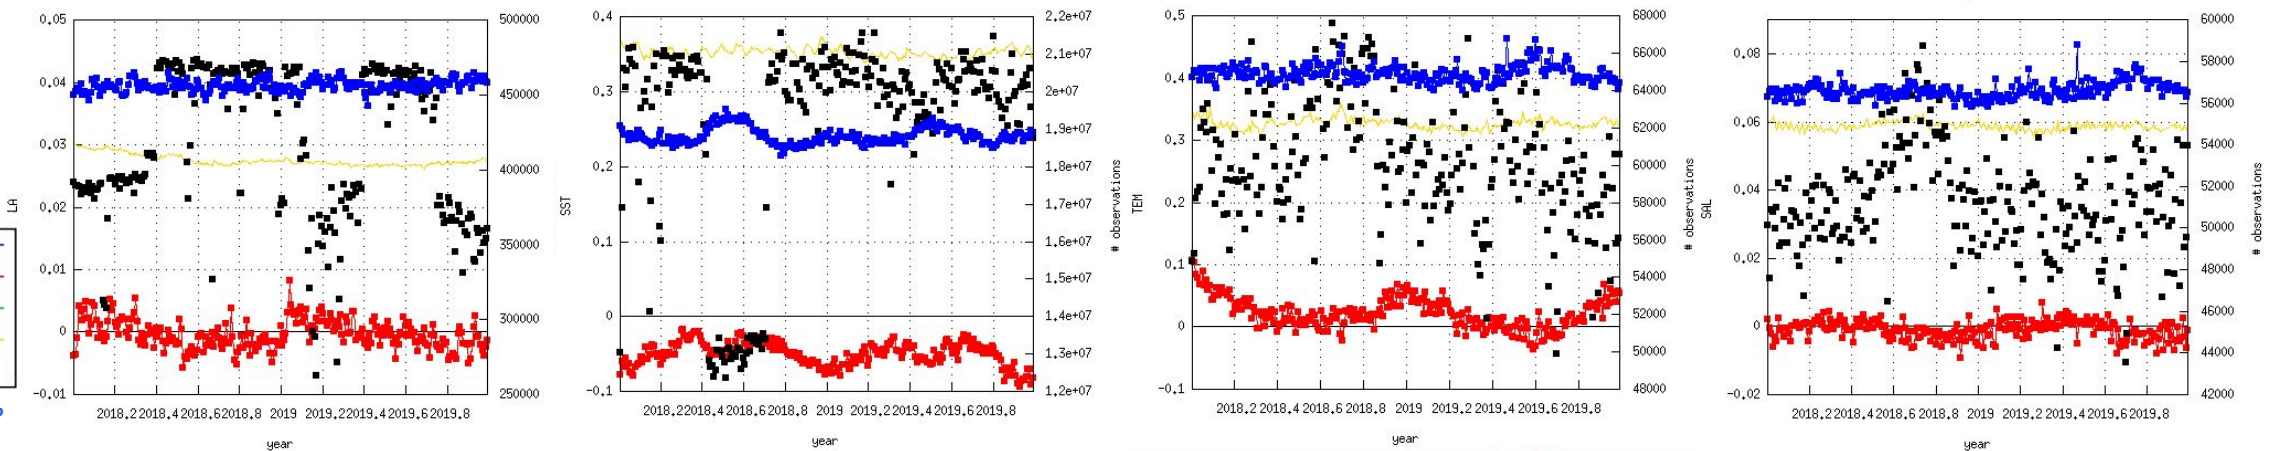 0.05
0.04
0.03
0.02
0.01
0
-0.01
LA
500000
450000
400000
350000
300000
250000
2018.2 2018.4 2018.6 2018.8 2019 2019.2 2019.4 2019.6 2019.8
year
0.4
0.3
0.2
0.1
0
-0.1
SST
2.2e+07
2.1e+07
2e+07
1.9e+07
1.8e+07
1.7e+07
1.6e+07
1.5e+07
1.4e+07
1.3e+07
1.2e+07
# observations
2018.2 2018.4 2018.6 2018.8 2019 2019.2 2019.4 2019.6 2019.8
year
0.5
0.4
0.3
0.2
0.1
0
-0.1
TEM
68000
66000
64000
62000
60000
58000
56000
54000
52000
50000
48000
# observations
2018.2 2018.4 2018.6 2018.8 2019 2019.2 2019.4 2019.6 2019.8
year
0.08
0.06
0.04
0.02
0
-0.02
SAL
60000
58000
56000
54000
52000
50000
48000
46000
44000
42000
# observations
2018.2 2018.4 2018.6 2018.8 2019 2019.2 2019.4 2019.6 2019.8
year